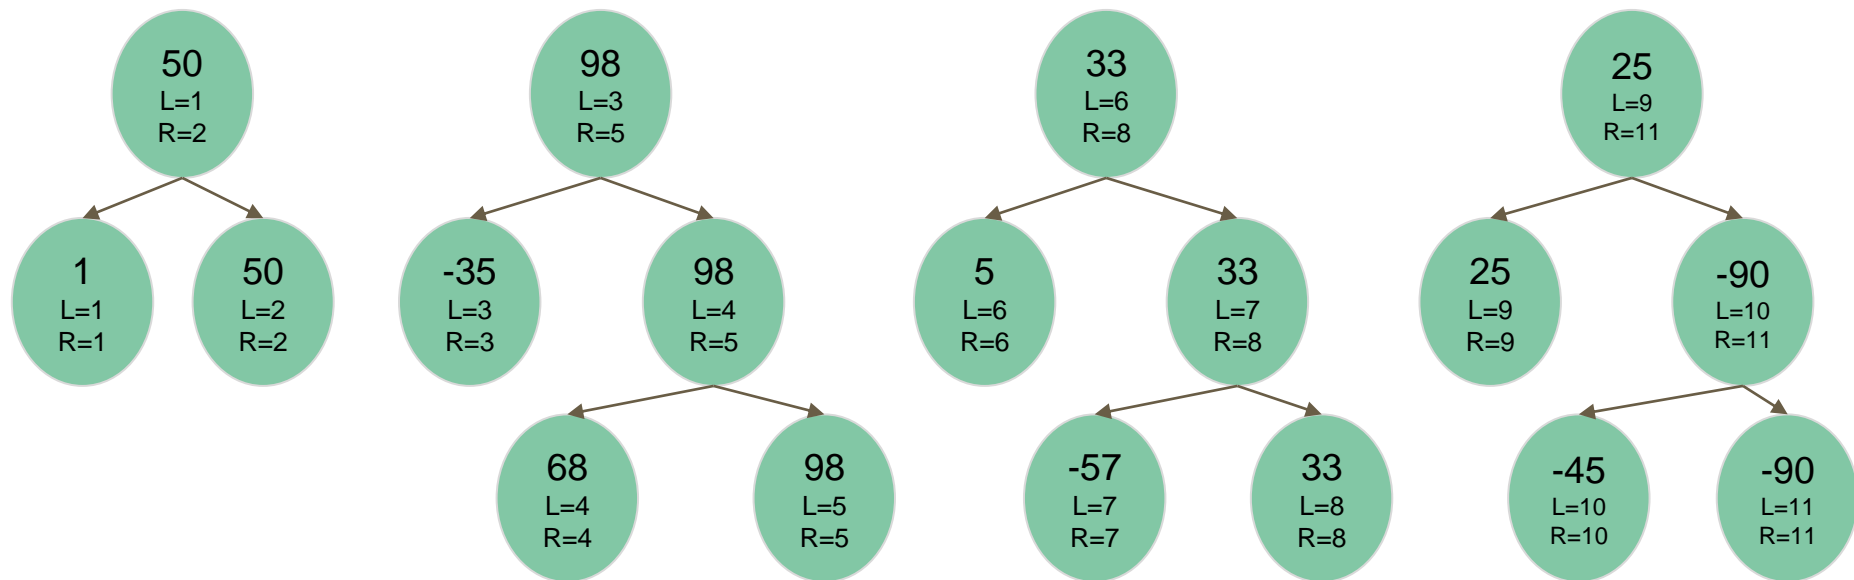 50
L=1
R=2
98
L=3
R=5
33
L=6
R=8
25
L=9
R=11
1
L=1
R=1
50
L=2
R=2
-35
L=3
R=3
98
L=4
R=5
5
L=6
R=6
33
L=7
R=8
25
L=9
R=9
-90
L=10
R=11
68
L=4
R=4
98
L=5
R=5
-57
L=7
R=7
33
L=8
R=8
-45
L=10
R=10
-90
L=11
R=11